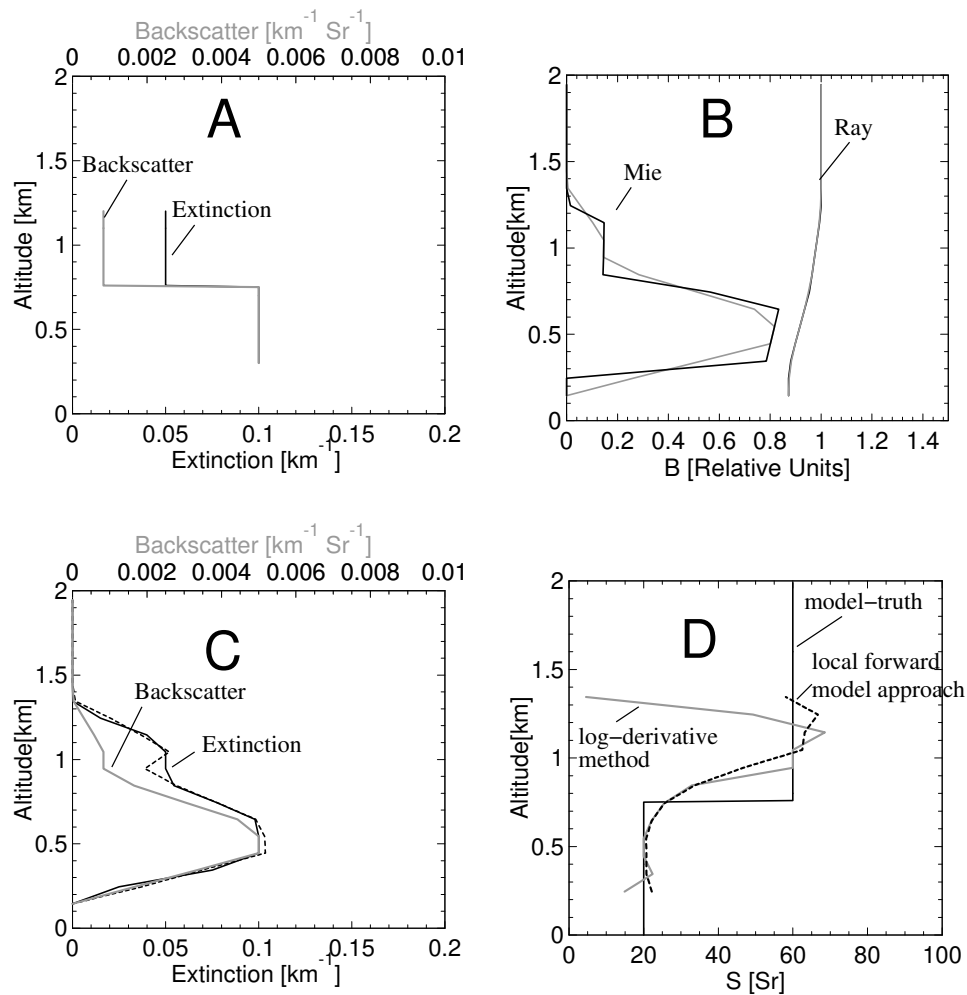 Backscatter [km⁻¹ Sr⁻¹]
0 0.002 0.004 0.006 0.008 0.01
2
1.5
1
0.5
0
Altitude [km]
A
Backscatter
Extinction
0 0.05 0.1 0.15 0.2
Extinction [km⁻¹]
2
1.5
1
0.5
0
Altitude[km]
B
Ray
Mie
0 0.2 0.4 0.6 0.8 1 1.2 1.4
B [Relative Units]
Backscatter [km⁻¹ Sr⁻¹]
0 0.002 0.004 0.006 0.008 0.01
2
1.5
1
0.5
0
Altitude[km]
C
Backscatter
Extinction
0 0.05 0.1 0.15 0.2
Extinction [km⁻¹]
2
1.5
1
0.5
0
Altitude[km]
D
model−truth
local forward
model approach
log−derivative
method
0 20 40 60 80 100
S [Sr]